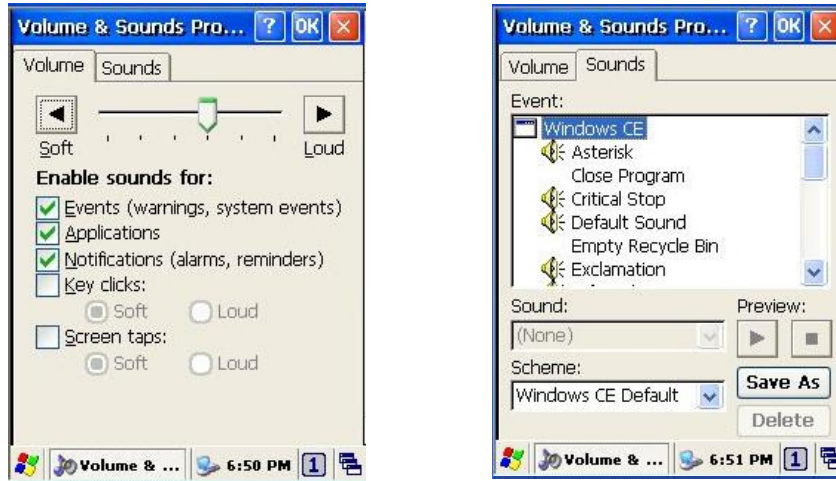 Volume & Sounds Pro... ? OK
Volume Sounds
Soft Loud
Enable sounds for:
Events (warnings, system events)
Applications
Notifications (alarms, reminders)
Key clicks:
Soft Loud
Screen taps:
Soft Loud
Volume & ... 6:50 PM 1
Volume & Sounds Pro... ? OK
Volume Sounds
Event:
Windows CE
Asterisk
Close Program
Critical Stop
Default Sound
Empty Recycle Bin
Exclamation
Sound: Preview:
(None)
Scheme:
Windows CE Default Save As
Delete
Volume & ... 6:51 PM 1